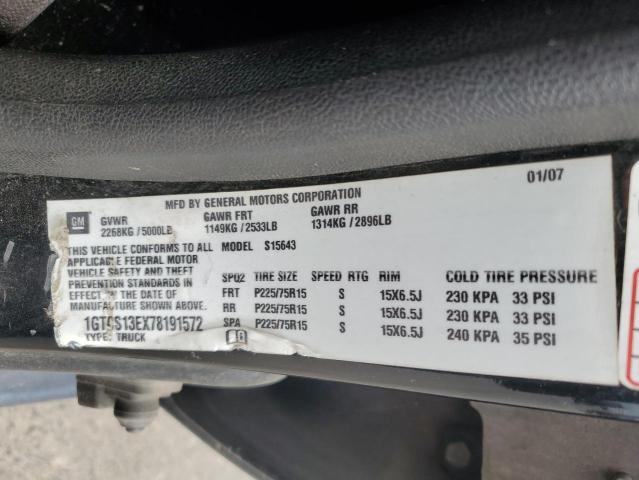 MFD BY GENERAL MOTORS CORPORATION 01/07
GM
GVWR GAWR FRT GAWR RR
2268KG / 5000LB 1149KG / 2533LB 1314KG / 2896LB
THIS VEHICLE CONFORMS TO ALL MODEL S15643
APPLICABLE FEDERAL MOTOR
VEHICLE SAFETY AND THEFT
PREVENTION STANDARDS IN
EFFECT ON THE DATE OF
MANUFACTURE SHOWN ABOVE.
1GTCS13EX78191572
TYPE: TRUCK
SPO2 TIRE SIZE SPEED RTG RIM COLD TIRE PRESSURE
FRT P225/75R15 S 15X6.5J 230 KPA 33 PSI
RR P225/75R15 S 15X6.5J 230 KPA 33 PSI
SPA P225/75R15 S 15X6.5J 240 KPA 35 PSI